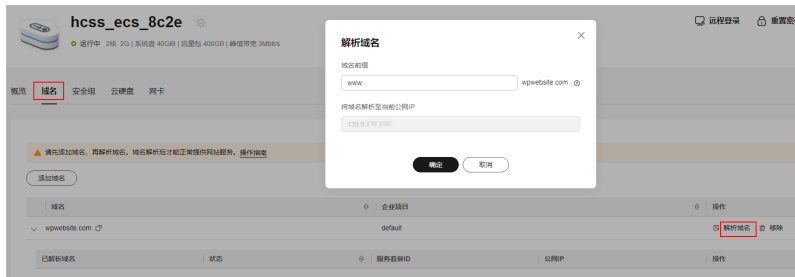 hcss_ecs_8c2e
运行中 2核 2G | 系统盘 40GB | 流量包 400GB | 峰值带宽 3Mbit/s
远程登录 重置密
概览 域名 安全组 云硬盘 网卡
解析域名
域名前缀
www wpwebsite.com
将域名解析至当前公网IP
确定 取消
请先添加域名，再解析域名。域名解析后才能正常提供网站服务。操作指南
添加域名
域名 企业项目 操作
wpwebsite.com default 解析域名 移除
已解析域名 状态 服务器ID 公网IP 操作